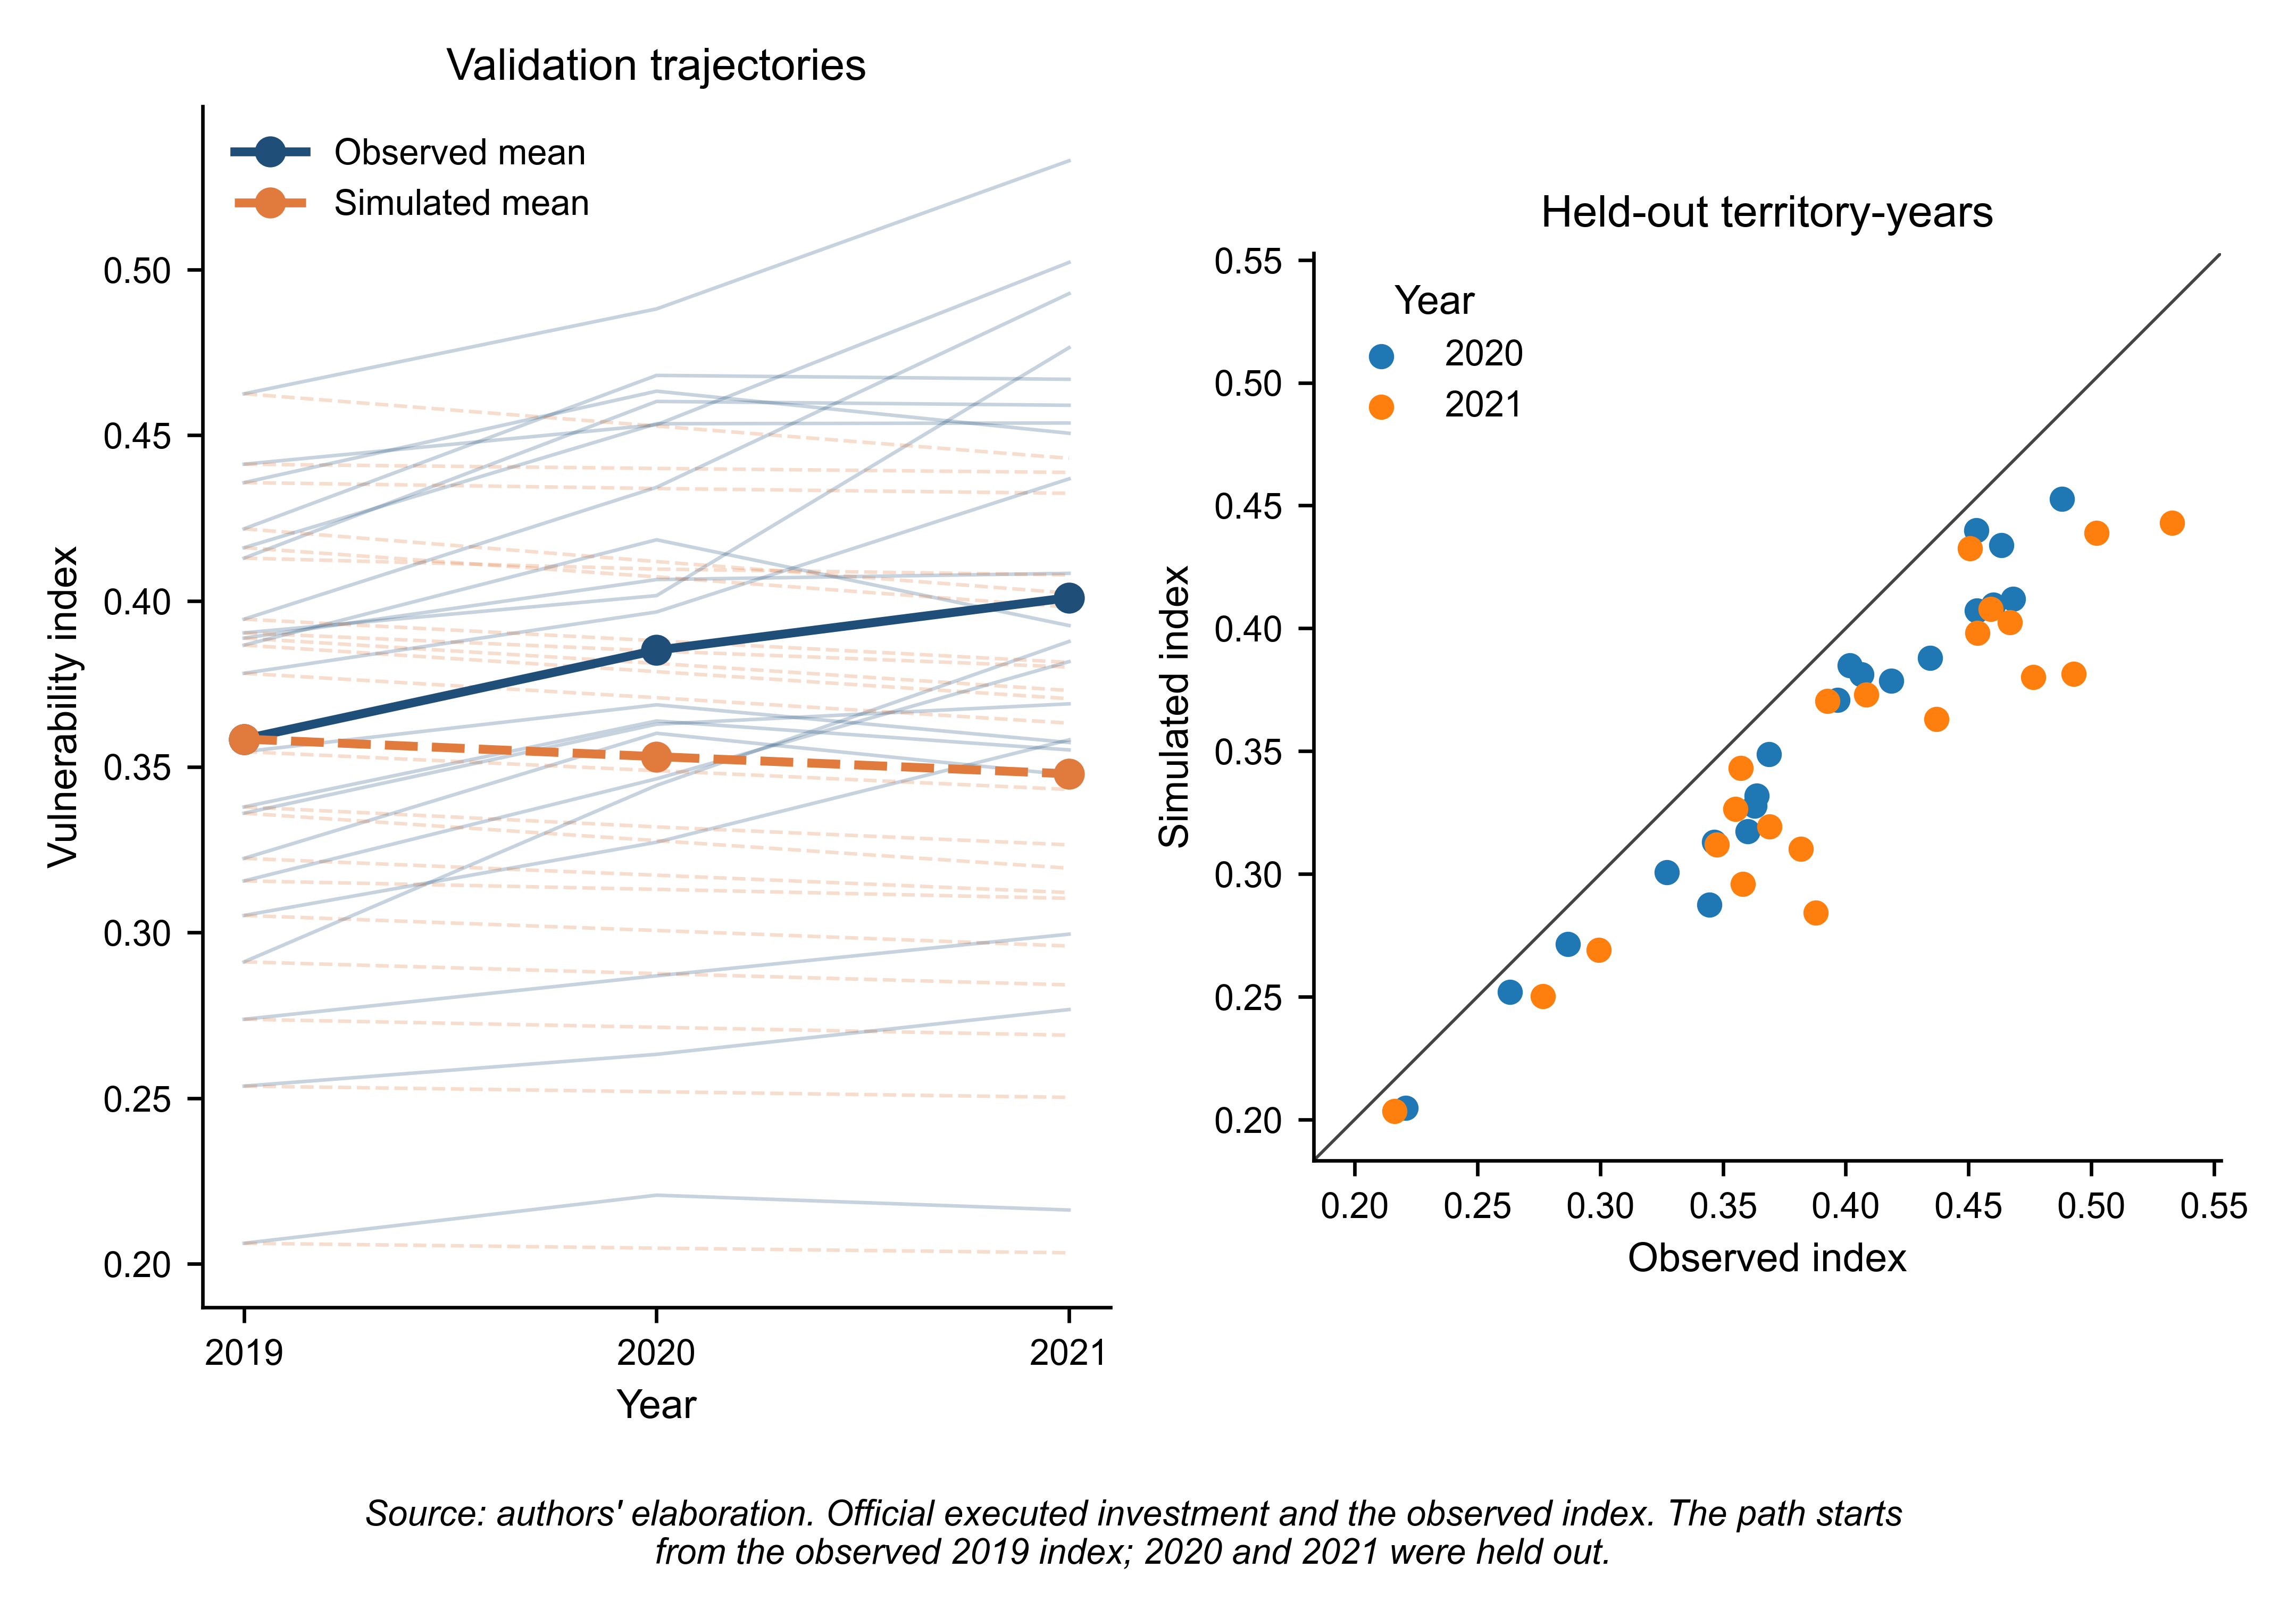 Validation trajectories
Observed mean
Simulated mean
0.50
0.45
0.40
0.35
0.30
0.25
0.20
Vulnerability index
2019 2020 2021
Year
Held-out territory-years
Year
2020
2021
0.55
0.50
0.45
0.40
0.35
0.30
0.25
0.20
Simulated index
0.20 0.25 0.30 0.35 0.40 0.45 0.50 0.55
Observed index
Source: authors' elaboration. Official executed investment and the observed index. The path starts
from the observed 2019 index; 2020 and 2021 were held out.